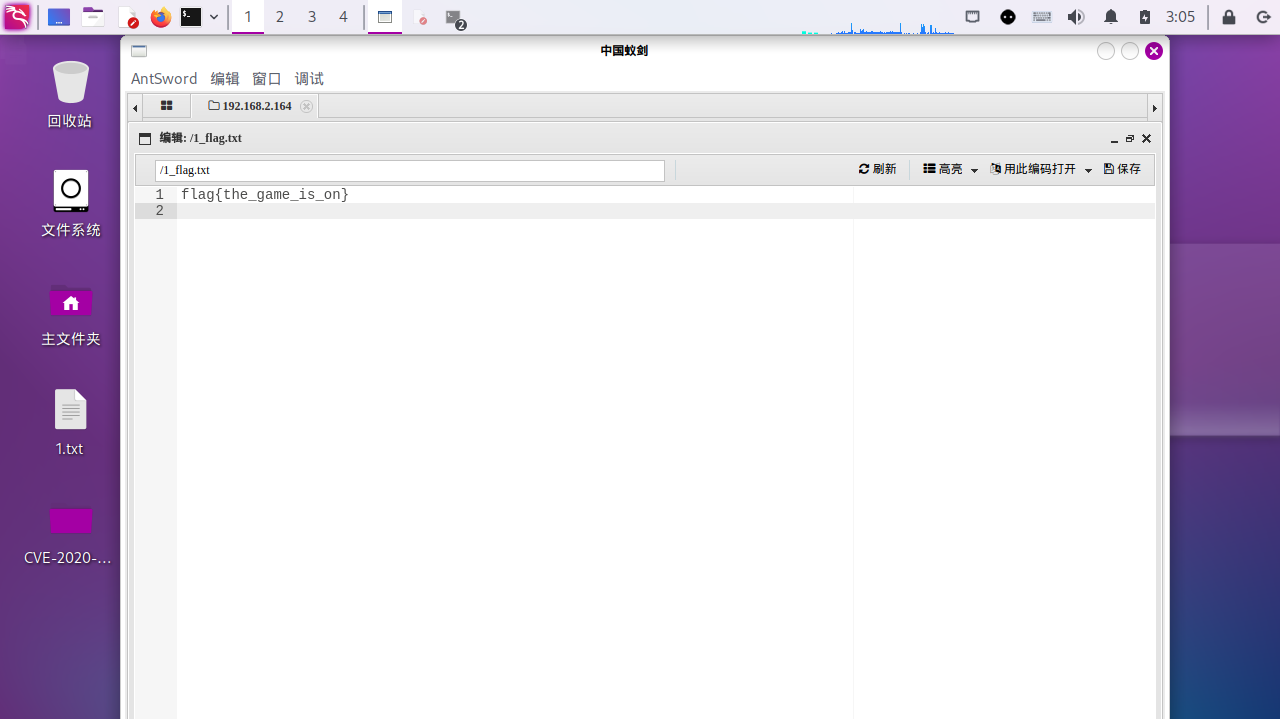 1 2 3 4
2
3:05
中国蚁剑
AntSword 编辑 窗口 调试
192.168.2.164
编辑: /1_flag.txt
/1_flag.txt 刷新 高亮 用此编码打开 保存
1 flag{the_game_is_on}
2
回收站
文件系统
主文件夹
1.txt
CVE-2020-...